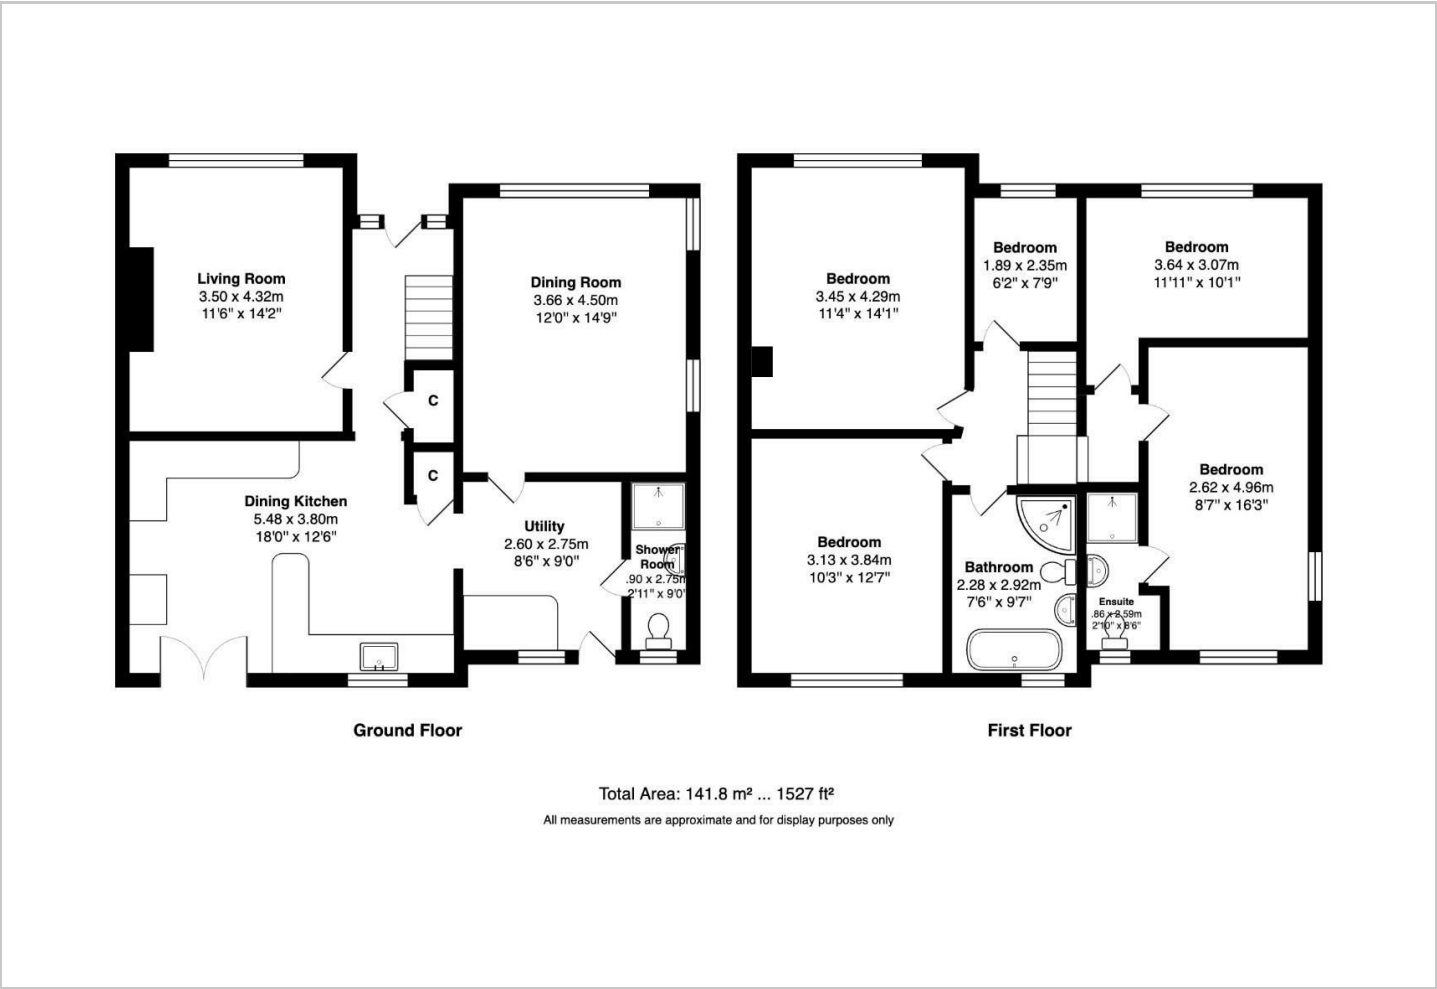 Living Room
3.50 x 4.32m
11'6" x 14'2"
Dining Room
3.66 x 4.50m
12'0" x 14'9"
C
C
Dining Kitchen
5.48 x 3.80m
18'0" x 12'6"
Utility
2.60 x 2.75m
8'6" x 9'0"
Shower
Room
.90 x 2.75m
2'11" x 9'0"
Ground Floor
Bedroom
3.45 x 4.29m
11'4" x 14'1"
Bedroom
1.89 x 2.35m
6'2" x 7'9"
Bedroom
3.64 x 3.07m
11'11" x 10'1"
Bedroom
2.62 x 4.96m
8'7" x 16'3"
Bedroom
3.13 x 3.84m
10'3" x 12'7"
Bathroom
2.28 x 2.92m
7'6" x 9'7"
Ensuite
.86 x 2.59m
2'10" x 8'6"
First Floor
Total Area: 141.8 m² ... 1527 ft²
All measurements are approximate and for display purposes only